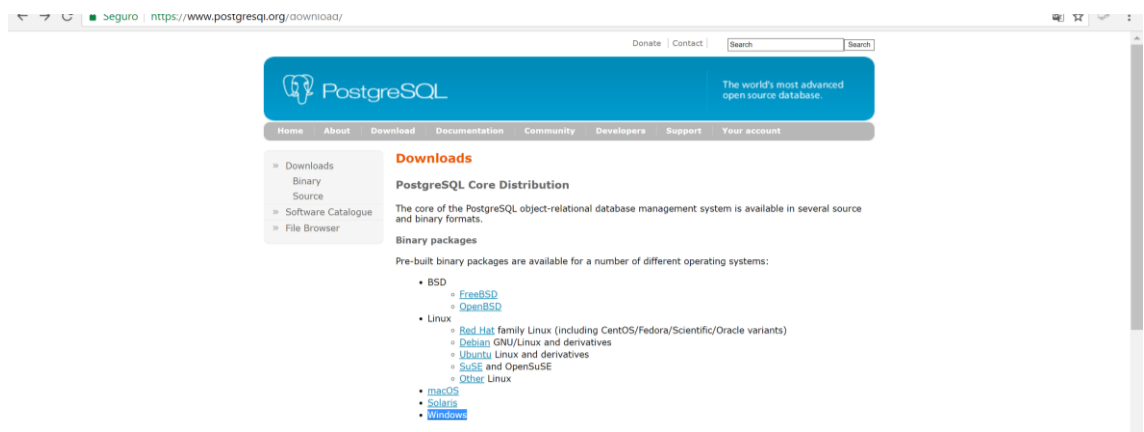 Seguro | https://www.postgresql.org/download/
Donate | Contact |
Search
Search
PostgreSQL
The world's most advanced
open source database.
Home | About | Download | Documentation | Community | Developers | Support | Your account
» Downloads
Binary
Source
» Software Catalogue
» File Browser
Downloads
PostgreSQL Core Distribution
The core of the PostgreSQL object-relational database management system is available in several source
and binary formats.
Binary packages
Pre-built binary packages are available for a number of different operating systems:
• BSD
FreeBSD
OpenBSD
• Linux
Red Hat family Linux (including CentOS/Fedora/Scientific/Oracle variants)
Debian GNU/Linux and derivatives
Ubuntu Linux and derivatives
SuSE and OpenSuSE
Other Linux
• macOS
• Solaris
• Windows